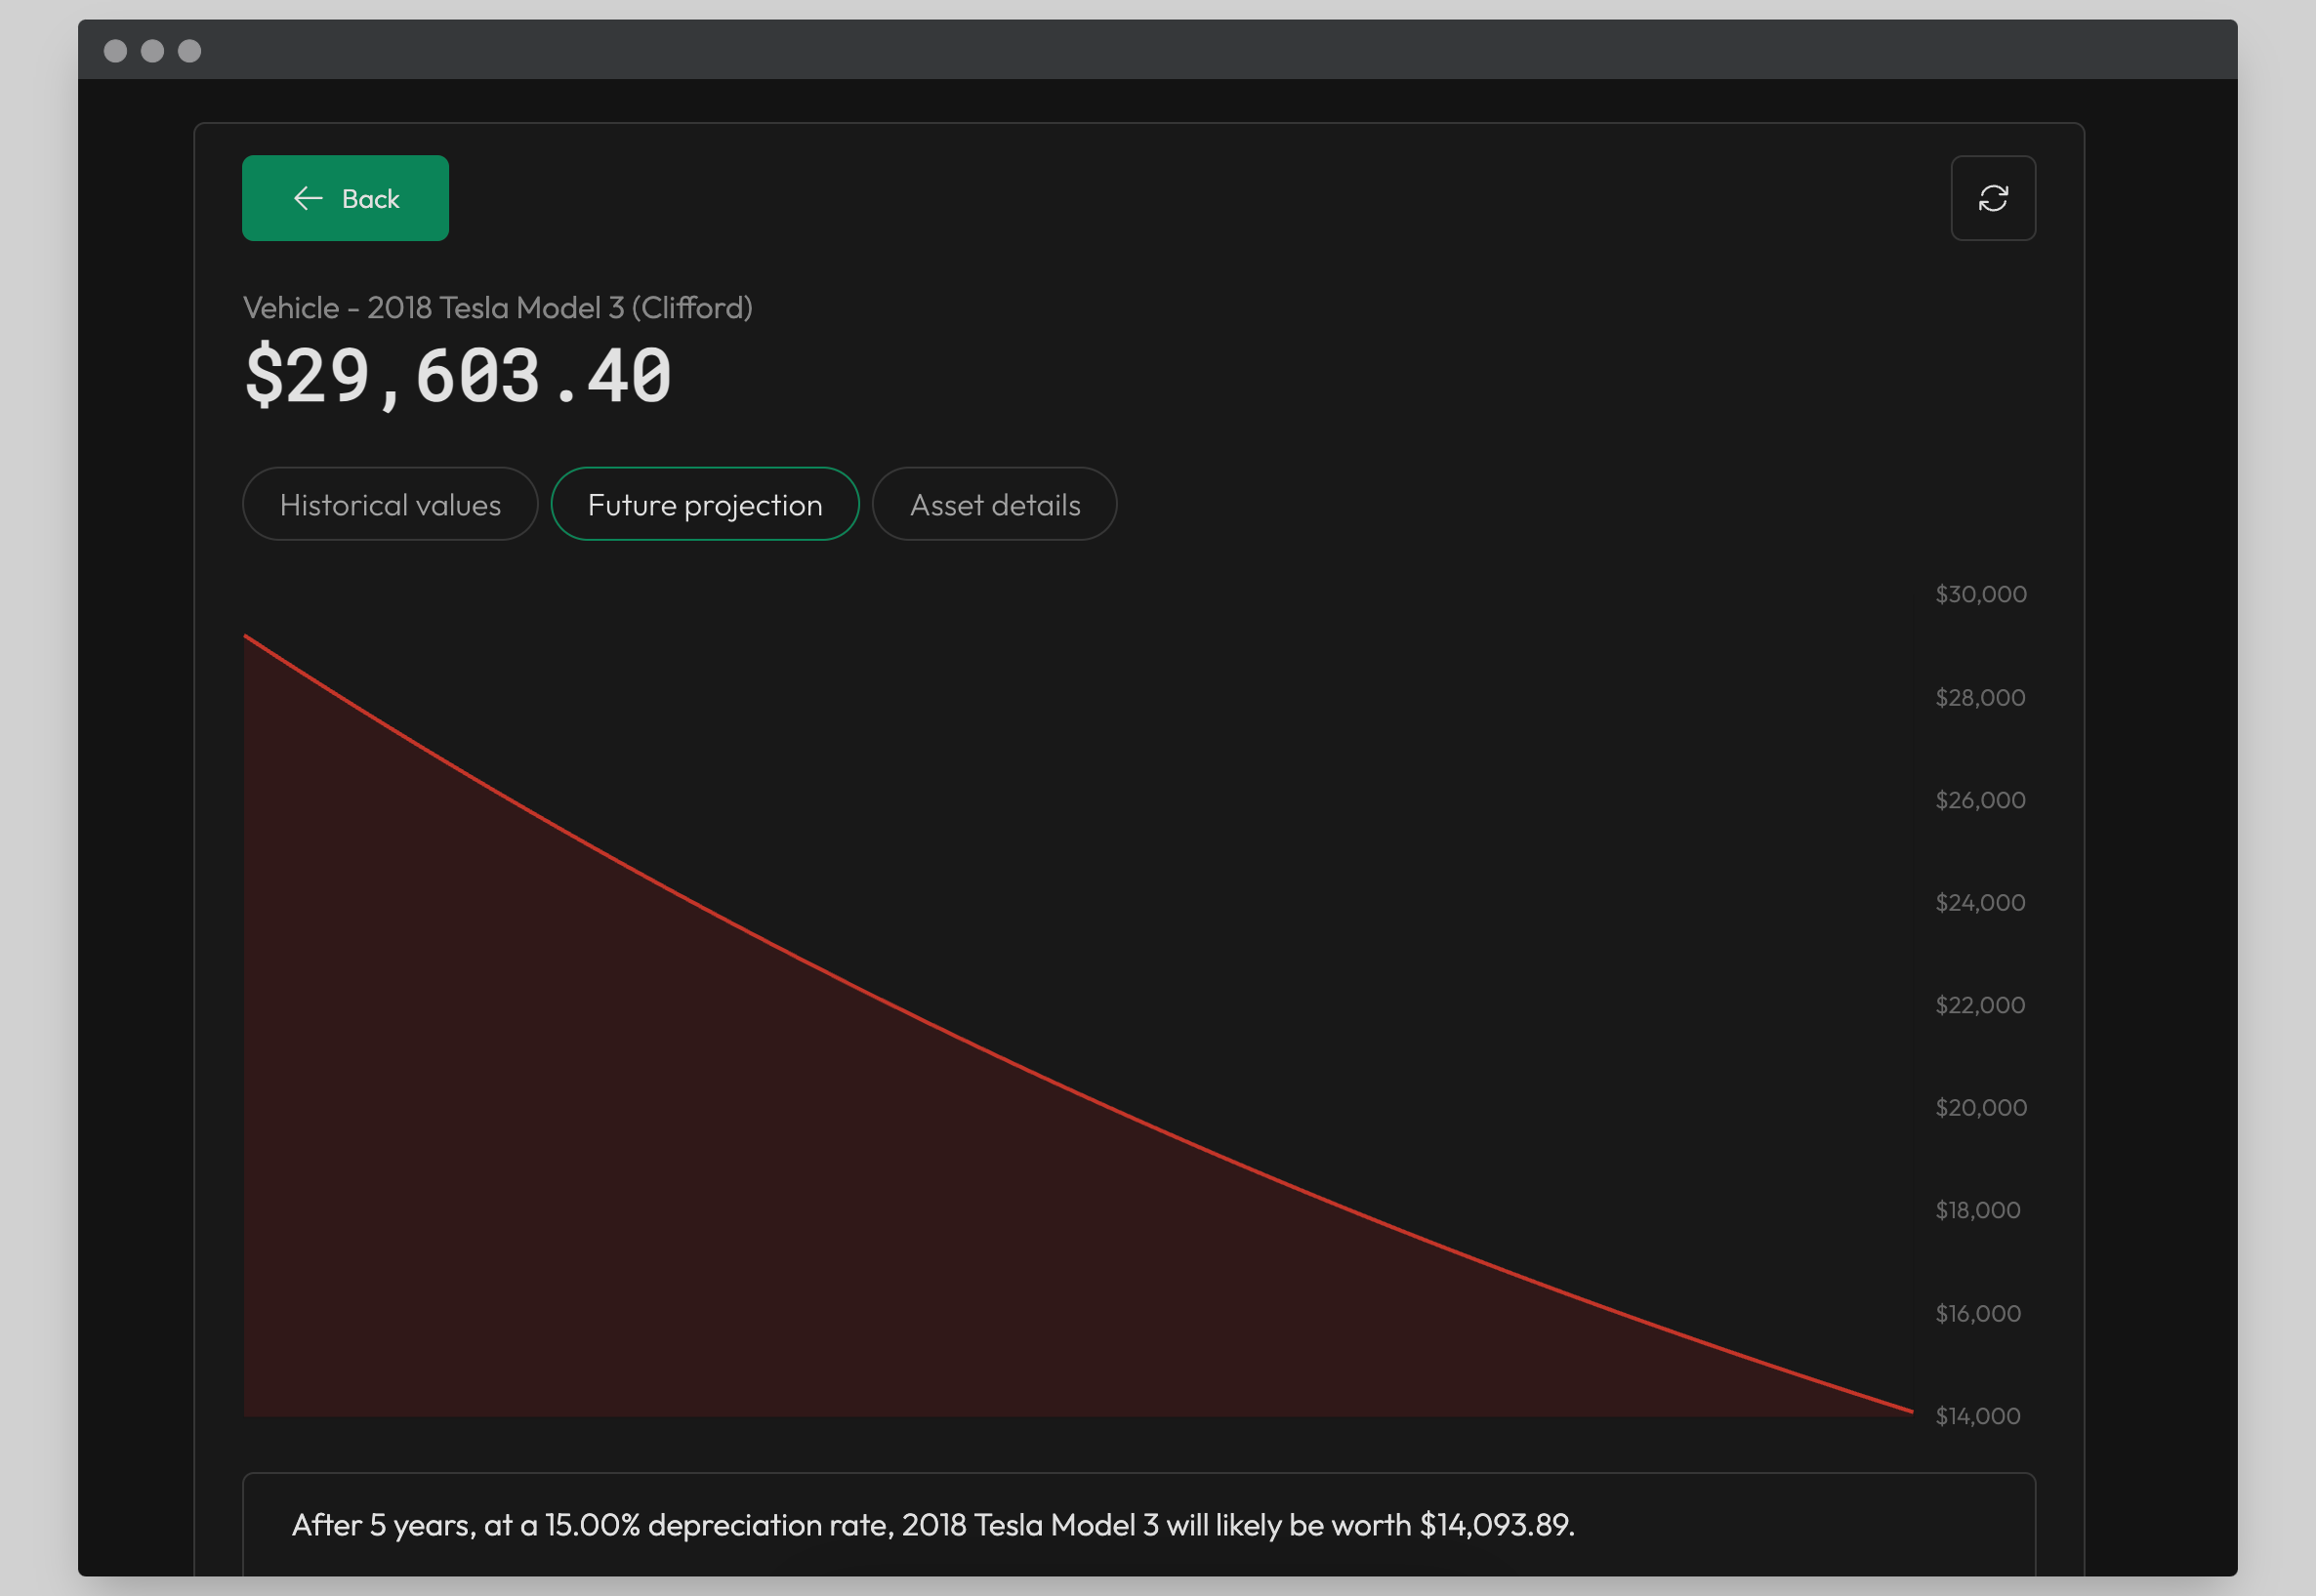 Back
Vehicle - 2018 Tesla Model 3 (Clifford)
$29,603.40
Historical values
Future projection
Asset details
$30,000
$28,000
$26,000
$24,000
$22,000
$20,000
$18,000
$16,000
$14,000
After 5 years, at a 15.00% depreciation rate, 2018 Tesla Model 3 will likely be worth $14,093.89.